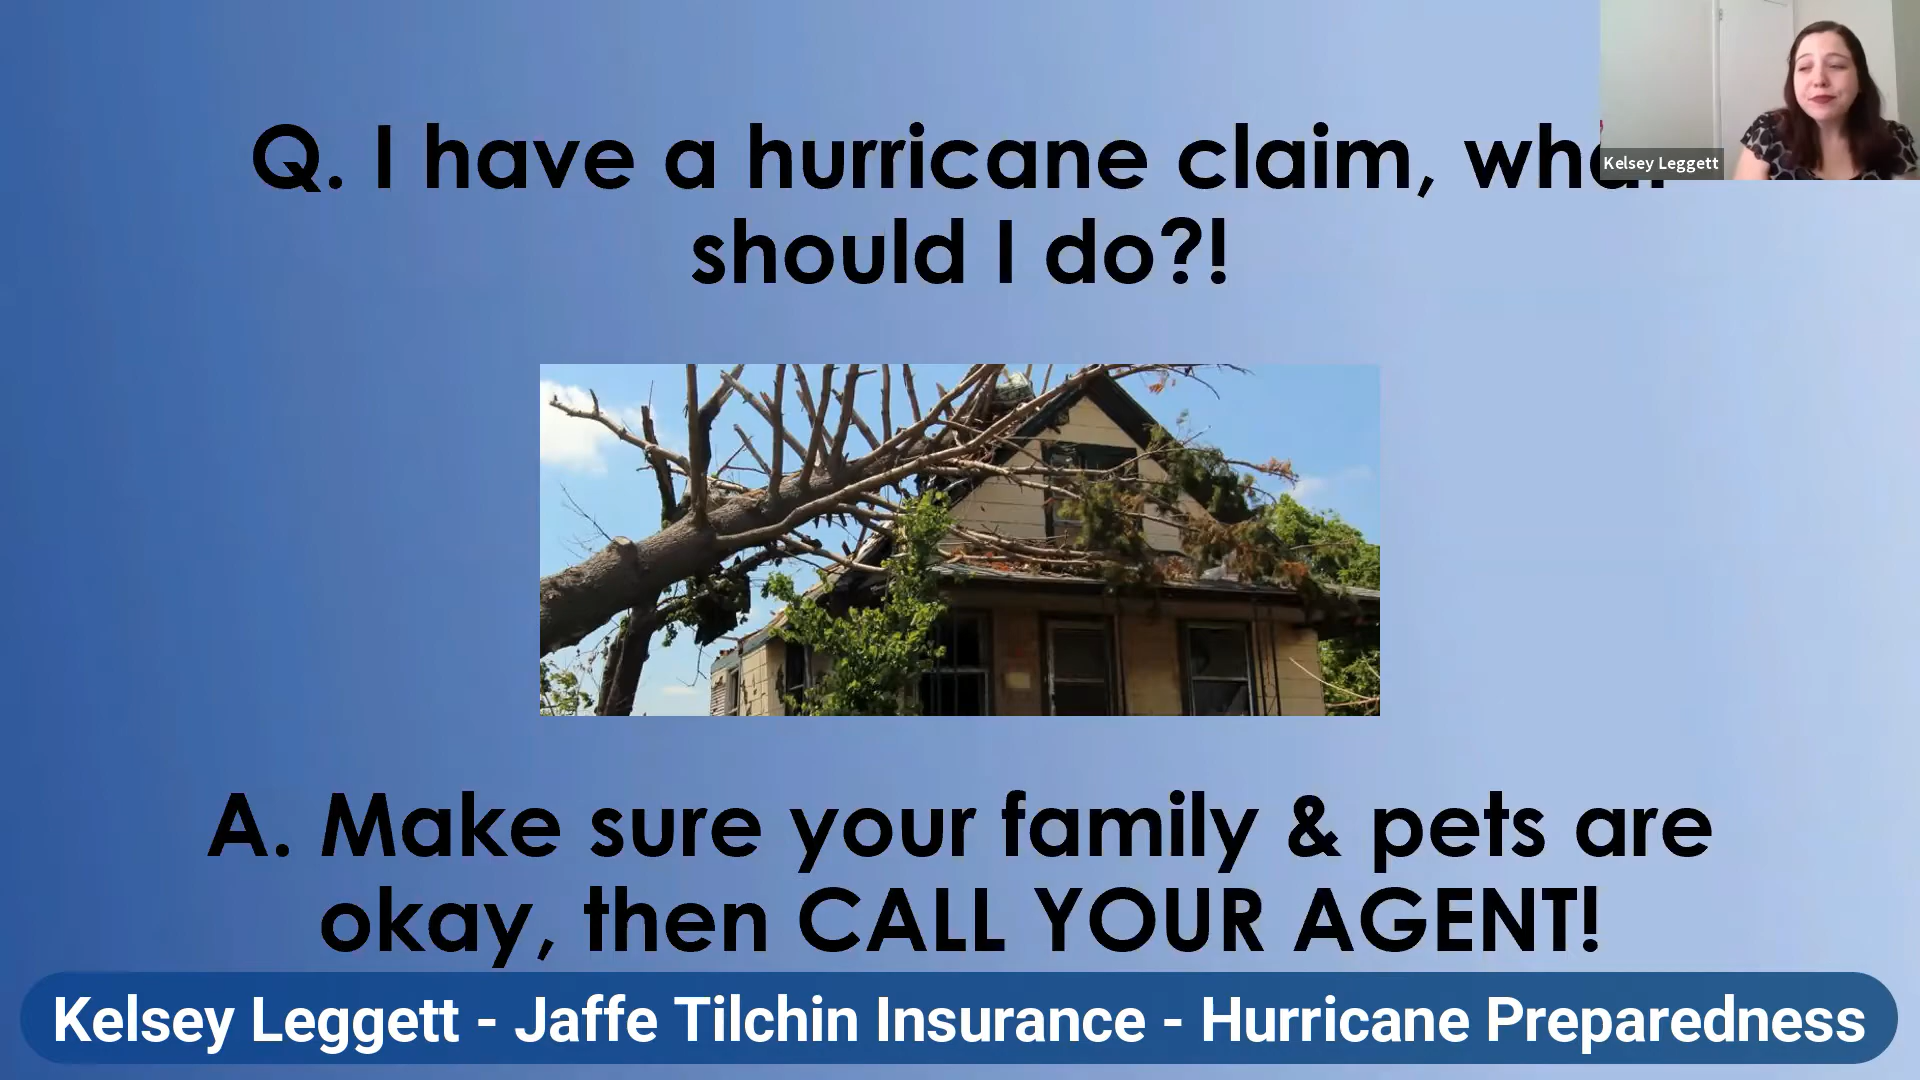 Q. I have a hurricane claim,
should I do?!
Kelsey Leggett
A. Make sure your family & pets are
okay, then CALL YOUR AGENT!
Kelsey Leggett - Jaffe Tilchin Insurance - Hurricane Preparedness